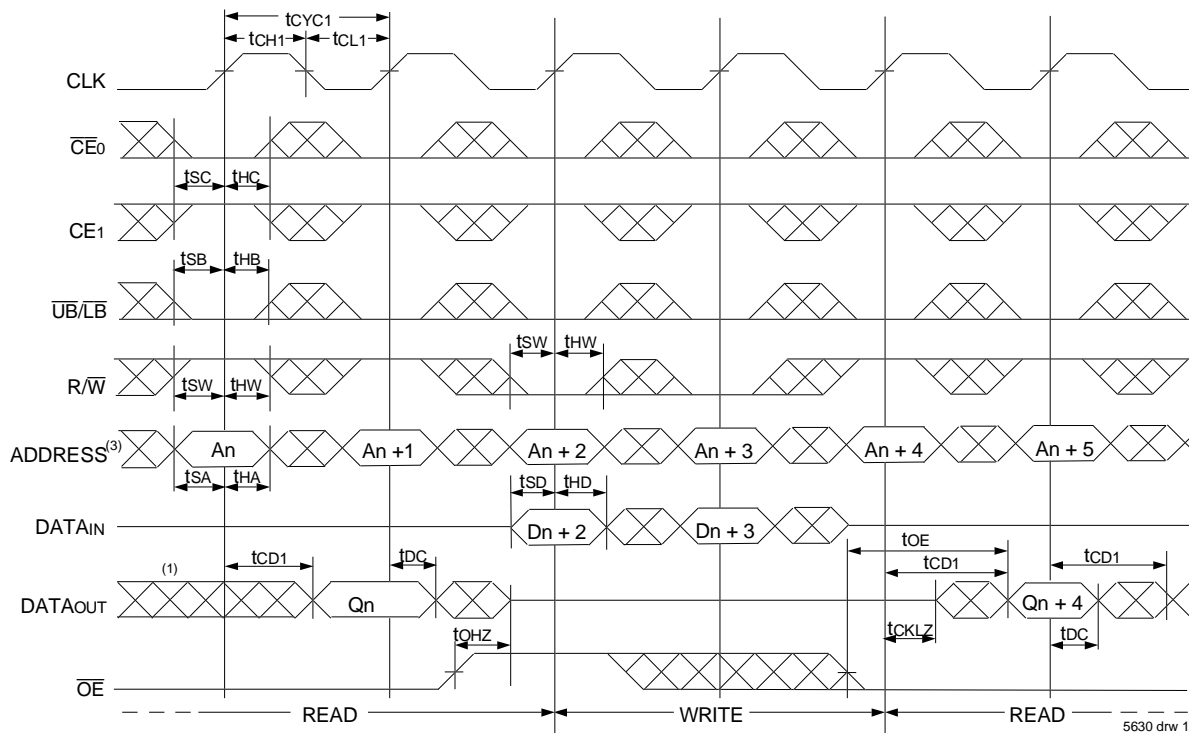 tCYC1
tCH1 tCL1
CLK
CE0
tSC tHC
CE1
tSB tHB
UB/LB
tSW tHW
R/W
tSW tHW
ADDRESS(3) An An +1 An + 2 An + 3 An + 4 An + 5
tSA tHA
tSD tHD
DATAIN Dn + 2 Dn + 3
tOE
(1) tCD1 tDC tCD1 tCD1
DATAOUT Qn Qn + 4
tOHZ tCKLZ tDC
OE
READ WRITE READ
5630 drw 1